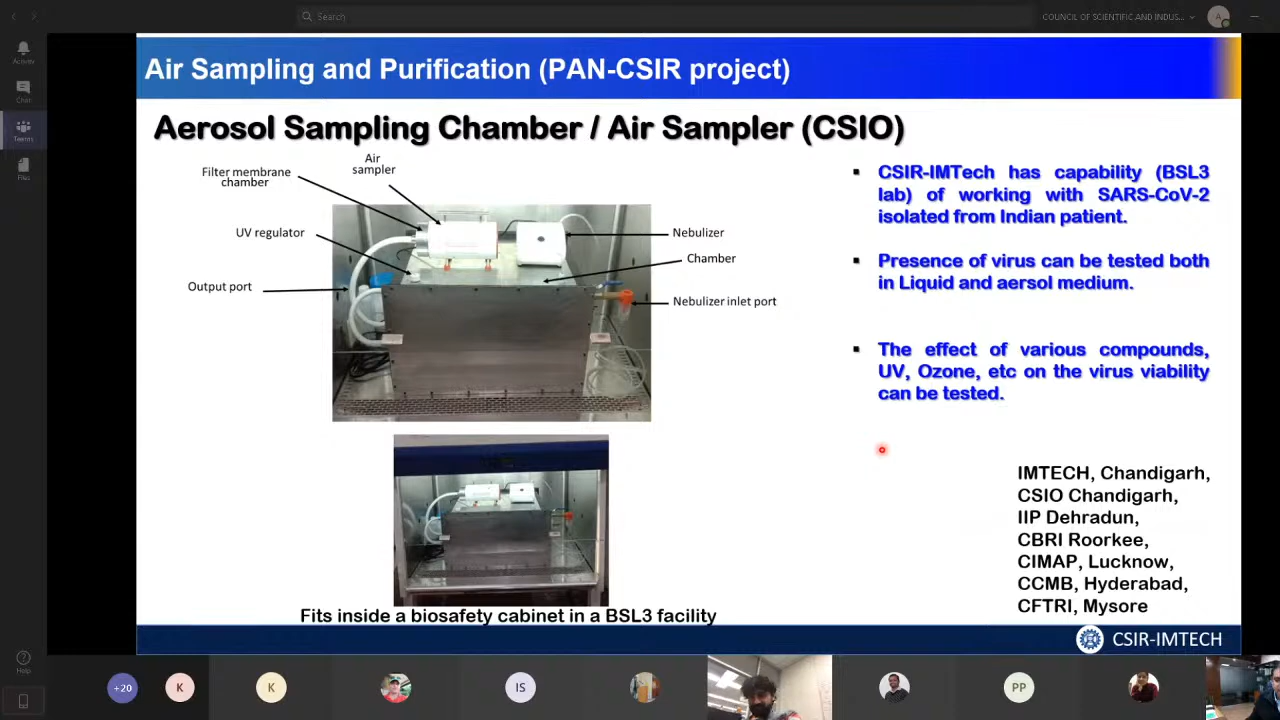 Search
COUNCIL OF SCIENTIFIC AND INDUS...
A
Activity
Chat
Teams
Files
Help
Air Sampling and Purification (PAN-CSIR project)
Aerosol Sampling Chamber / Air Sampler (CSIO)
Filter membrane
chamber
Air
sampler
UV regulator
Output port
Nebulizer
Chamber
Nebulizer inlet port
Fits inside a biosafety cabinet in a BSL3 facility
▪ CSIR-IMTech has capability (BSL3
lab) of working with SARS-CoV-2
isolated from Indian patient.
▪ Presence of virus can be tested both
in Liquid and aersol medium.
▪ The effect of various compounds,
UV, Ozone, etc on the virus viability
can be tested.
IMTECH, Chandigarh,
CSIO Chandigarh,
IIP Dehradun,
CBRI Roorkee,
CIMAP, Lucknow,
CCMB, Hyderabad,
CFTRI, Mysore
CSIR-IMTECH
+20
K
K
IS
PP